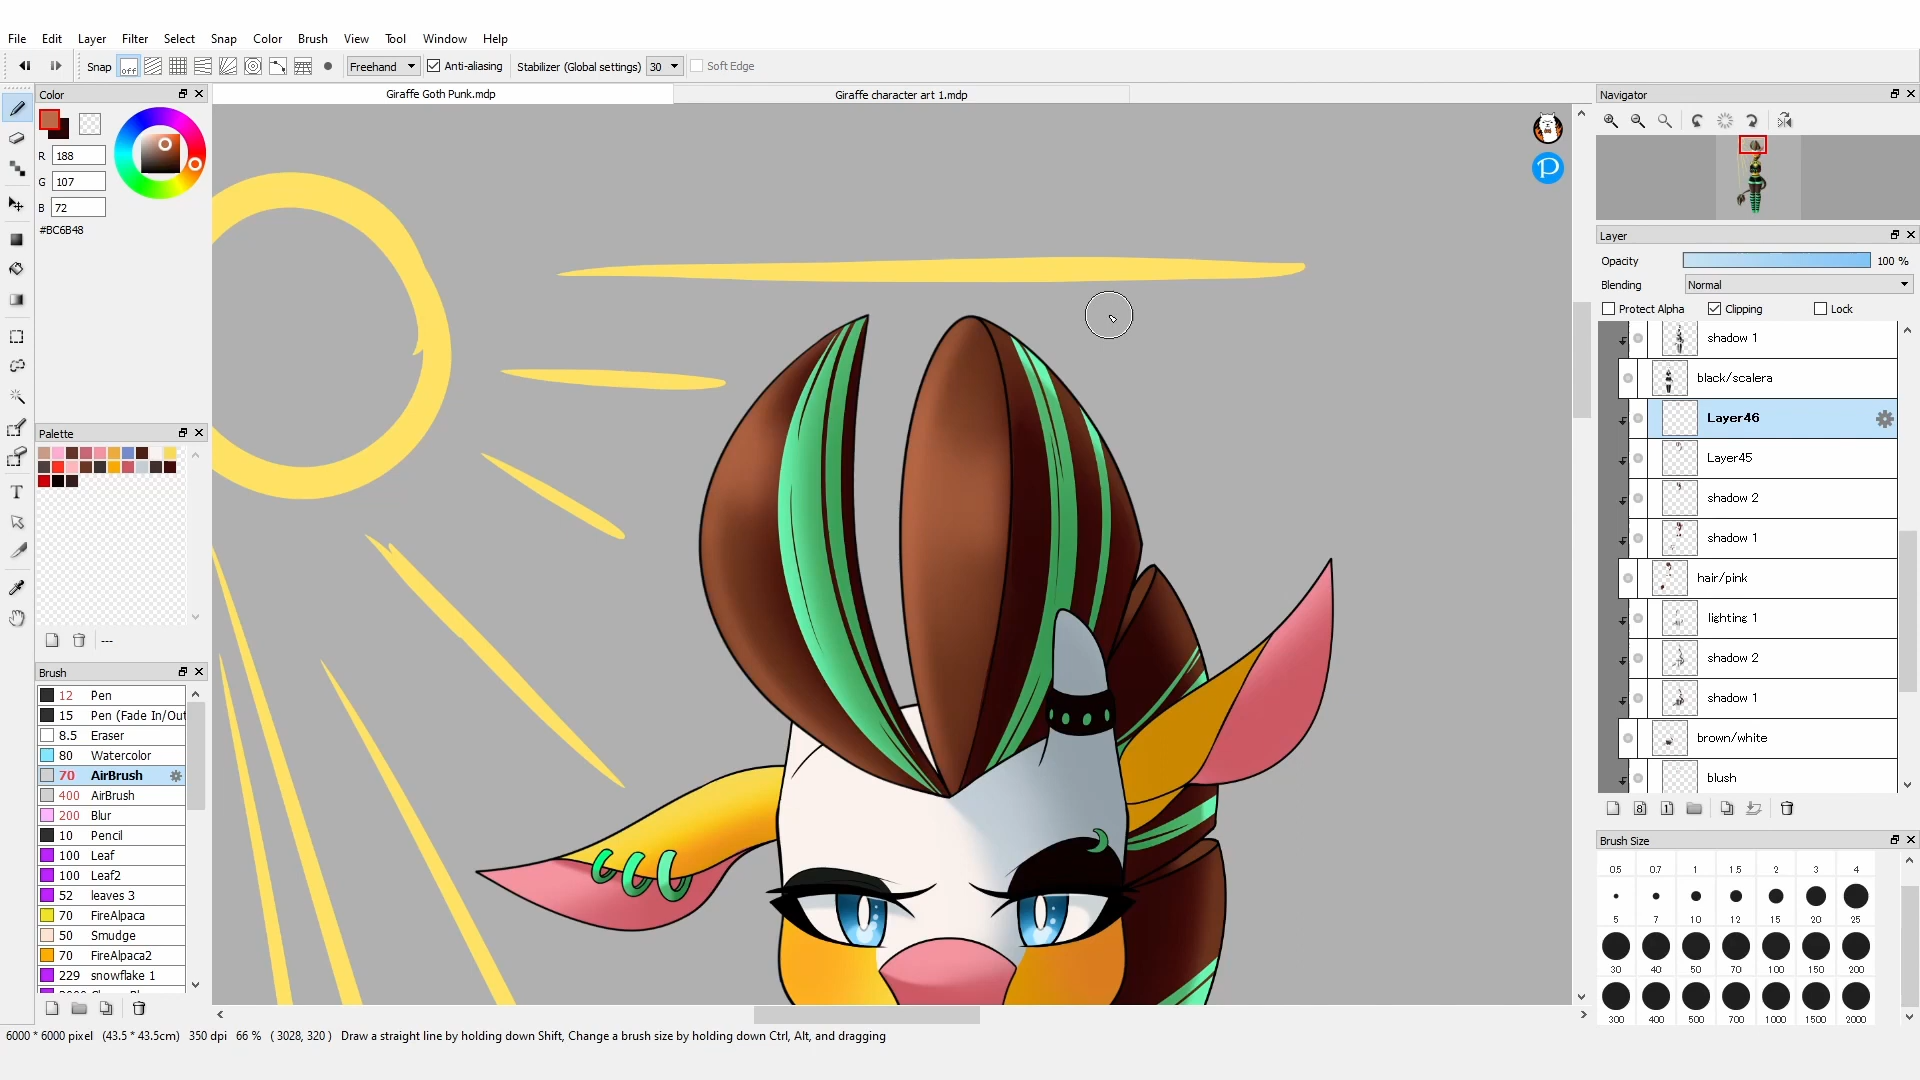 File Edit Layer Filter Select Snap Color Brush View Tool Window Help
Snap off Freehand Anti-aliasing Stabilizer (Global settings) 30 Soft Edge
Color
Giraffe Goth Punk.mdp
Giraffe character art 1.mdp
Navigator
R 188
G 107
B 72
#BC6B48
Layer
Opacity 100 %
Blending Normal
Protect Alpha Clipping Lock
shadow 1
black/scalera
Layer46
Layer45
shadow 2
shadow 1
hair/pink
lighting 1
shadow 2
shadow 1
brown/white
blush
8
1
Palette
---
Brush
12 Pen
15 Pen (Fade In/Out
8.5 Eraser
80 Watercolor
70 AirBrush
400 AirBrush
200 Blur
10 Pencil
100 Leaf
100 Leaf2
52 leaves 3
70 FireAlpaca
50 Smudge
70 FireAlpaca2
229 snowflake 1
Brush Size
0.5 0.7 1 1.5 2 3 4
5 7 10 12 15 20 25
30 40 50 70 100 150 200
300 400 500 700 1000 1500 2000
6000 * 6000 pixel (43.5 * 43.5cm) 350 dpi 66 % ( 3028, 320 ) Draw a straight line by holding down Shift, Change a brush size by holding down Ctrl, Alt, and dragging